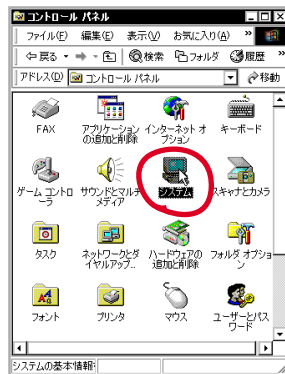 コントロール パネル
ファイル(F) 編集(E) 表示(V) お気に入り(A) »
戻る 検索 フォルダ 履歴 »
アドレス(D) コントロール パネル 移動
FAX
アプリケーション
の追加と削除
インターネット オ
プション
キーボード
ゲーム コントロ
ーラ
サウンドとマルチ
メディア
システム
スキャナとカメラ
タスク
ネットワークとダ
イヤルアップ...
ハードウェアの
追加と削除
フォルダ オプショ
ン
フォント
プリンタ
マウス
ユーザーとパス
ワード
システムの基本情報